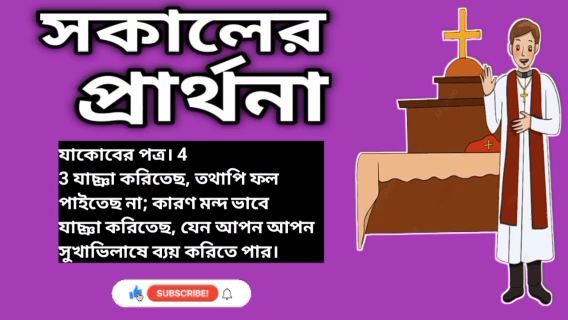 সকালের
প্রার্থনা
যাকোবের পত্র। 4
3 যাচ্ঞা করিতেছ, তথাপি ফল
পাইতেছ না; কারণ মন্দ ভাবে
যাচ্ঞা করিতেছ, যেন আপন আপন
সুখাভিলাষে ব্যয় করিতে পার।
SUBSCRIBE!